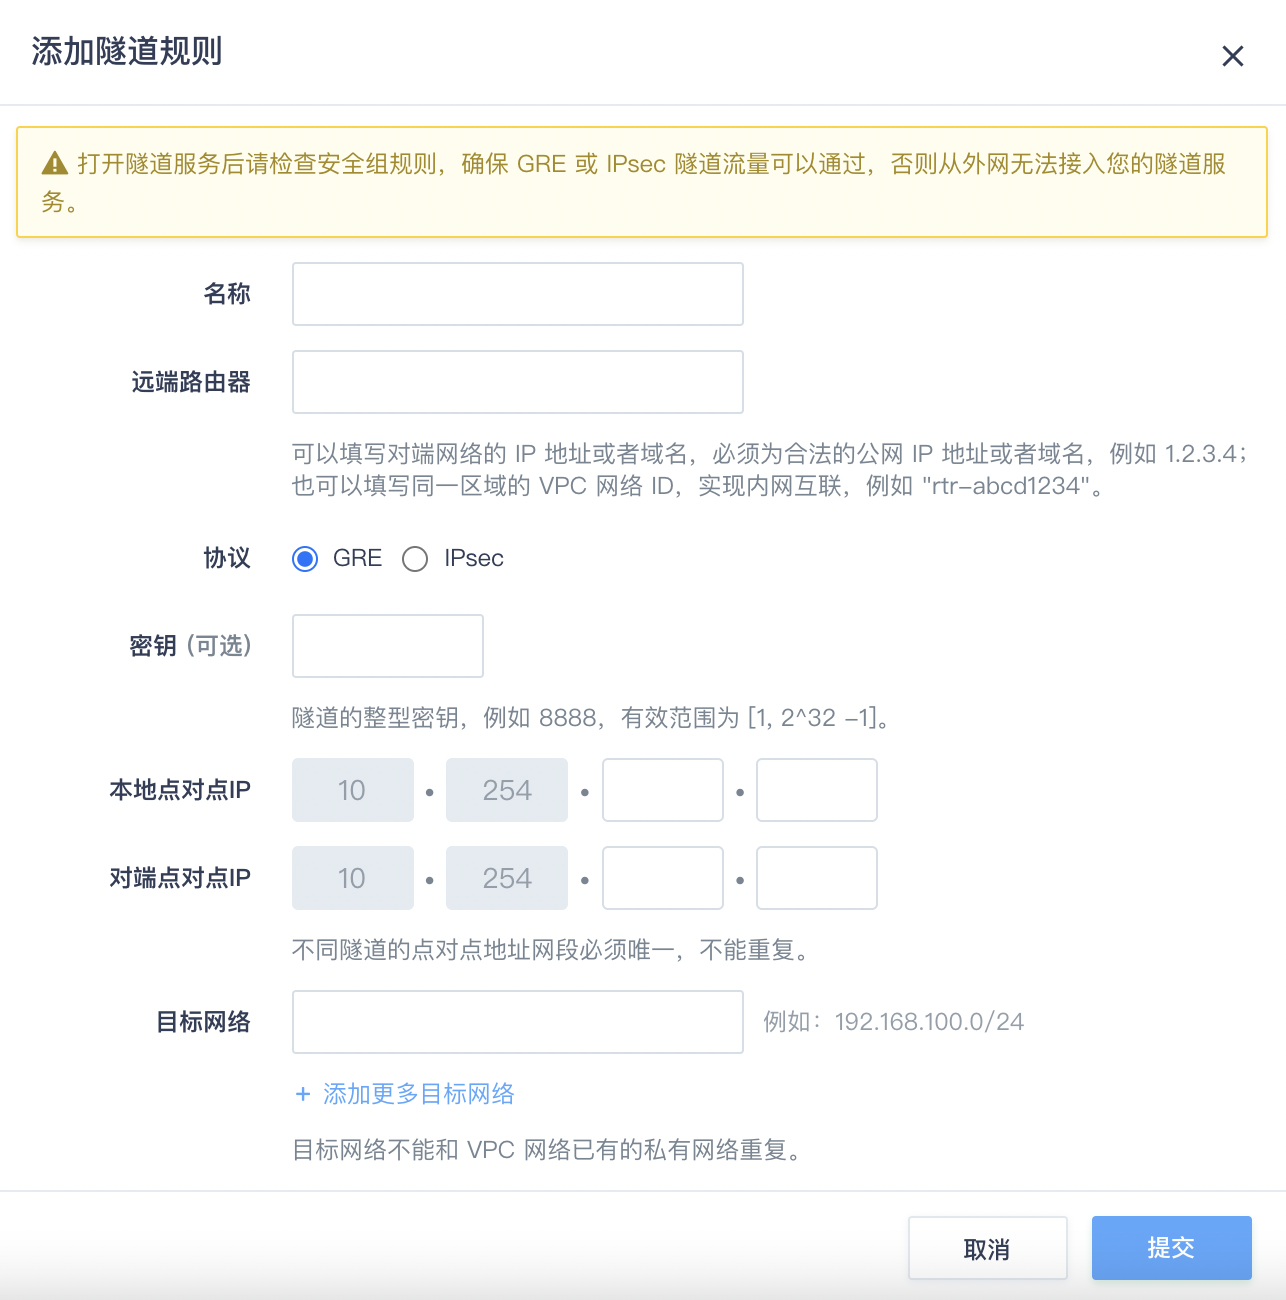 添加隧道规则
打开隧道服务后请检查安全组规则，确保 GRE 或 IPsec 隧道流量可以通过，否则从外网无法接入您的隧道服
务。
名称
远端路由器
可以填写对端网络的 IP 地址或者域名，必须为合法的公网 IP 地址或者域名，例如 1.2.3.4；
也可以填写同一区域的 VPC 网络 ID，实现内网互联，例如 "rtr-abcd1234"。
协议 GRE IPsec
密钥 (可选)
隧道的整型密钥，例如 8888，有效范围为 [1, 2^32 -1]。
本地点对点IP 10 • 254 • •
对端点对点IP 10 • 254 • •
不同隧道的点对点地址网段必须唯一，不能重复。
目标网络 例如：192.168.100.0/24
+ 添加更多目标网络
目标网络不能和 VPC 网络已有的私有网络重复。
取消 提交